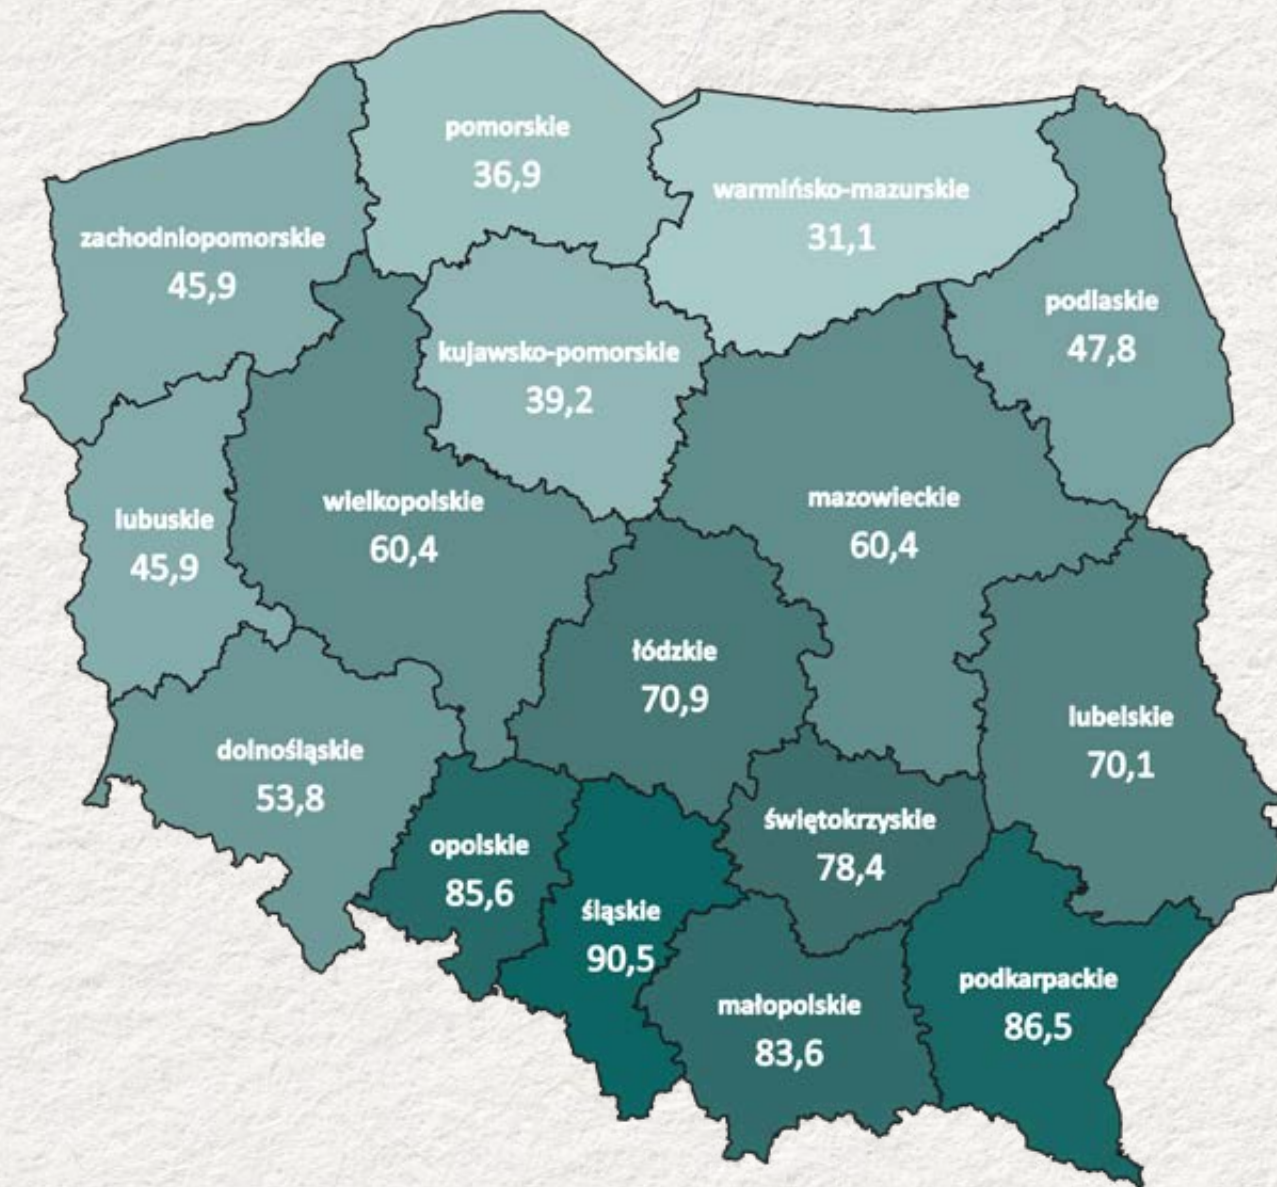 pomorskie
36,9
warmińsko-mazurskie
31,1
zachodniopomorskie
45,9
podlaskie
47,8
kujawsko-pomorskie
39,2
wielkopolskie
60,4
mazowieckie
60,4
lubuskie
45,9
łódzkie
70,9
lubelskie
70,1
dolnośląskie
53,8
świętokrzyskie
78,4
opolskie
85,6
śląskie
90,5
podkarpackie
86,5
małopolskie
83,6